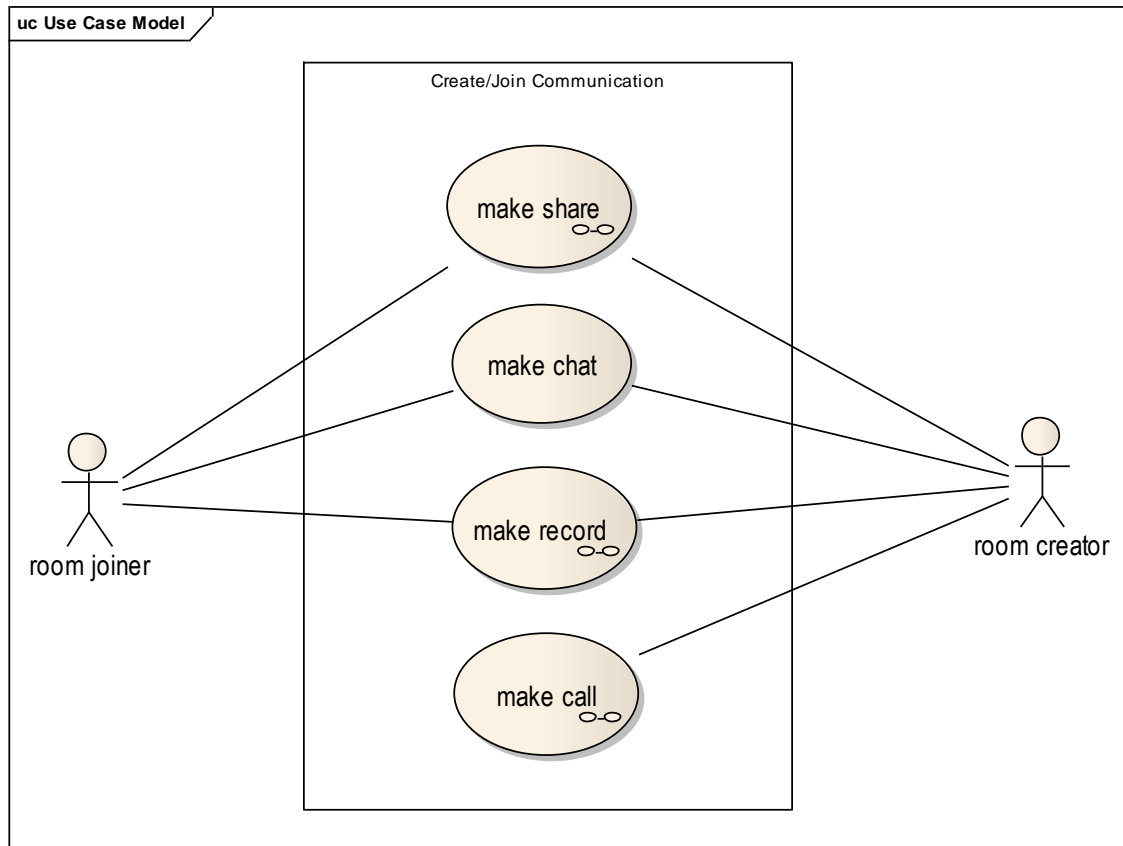 uc Use Case Model
Create/Join Communication
make share
make chat
make record
make call
room joiner
room creator